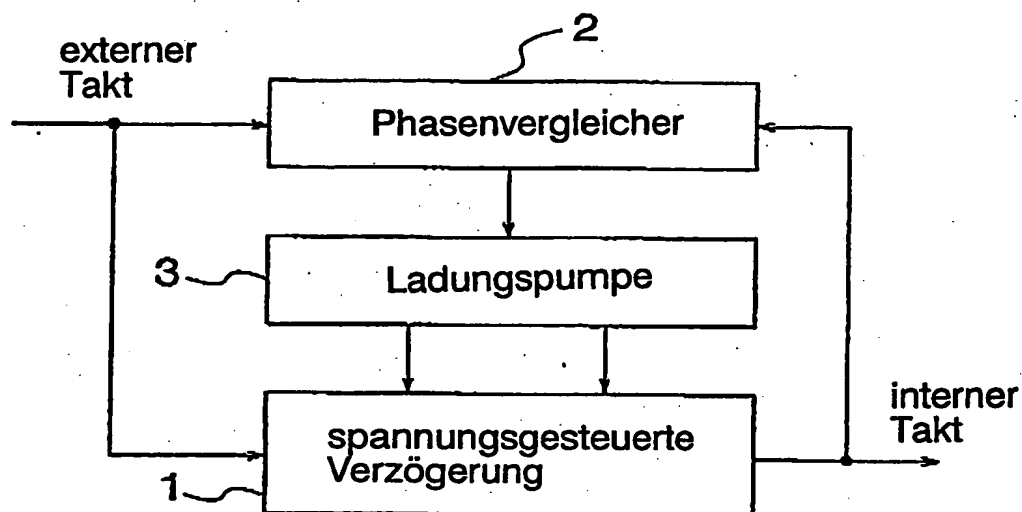 externer
Takt
2
Phasenvergleicher
3
Ladungspumpe
interner
Takt
spannungsgesteuerte
Verzögerung
1